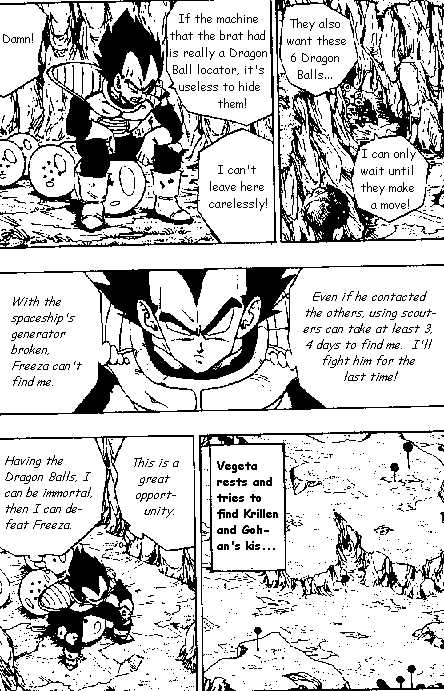 Damn!
If the machine
that the brat had
is really a Dragon
Ball locator, it's
useless to hide
them!
I can't
leave here
carelessly!
They also
want these
6 Dragon
Balls...
I can only
wait until
they make
a move!
With the
spaceship's
generator
broken,
Freeza can't
find me.
Even if he contacted
the others, using scout-
ers can take at least 3,
4 days to find me. I'll
fight him for the
last time!
Having the
Dragon Balls, I
can be immortal,
then I can de-
feat Freeza.
This is a
great
opport-
unity.
Vegeta
rests and
tries to
find Krillen
and Goh-
an's kis...